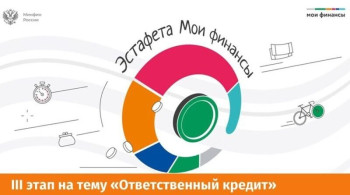 Минфин
России
мои финансы
Эстафета Мои финансы
III этап на тему «Ответственный кредит»